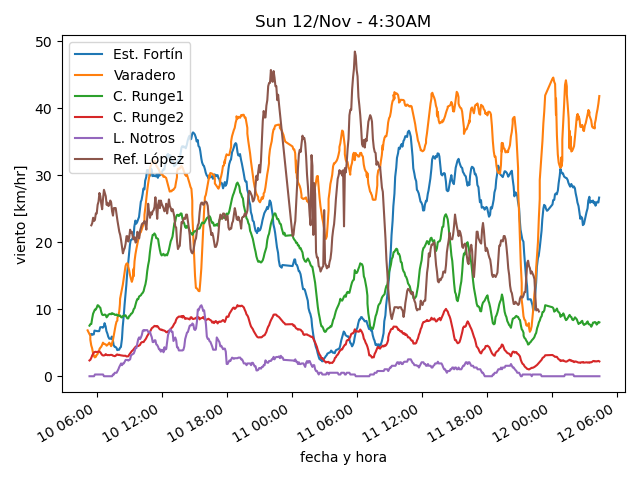 Sun 12/Nov - 4:30AM
Est. Fortín
Varadero
C. Runge1
C. Runge2
L. Notros
Ref. López
viento [km/hr]
50
40
30
20
10
0
10 06:00
10 12:00
10 18:00
11 00:00
11 06:00
11 12:00
11 18:00
12 00:00
12 06:00
fecha y hora